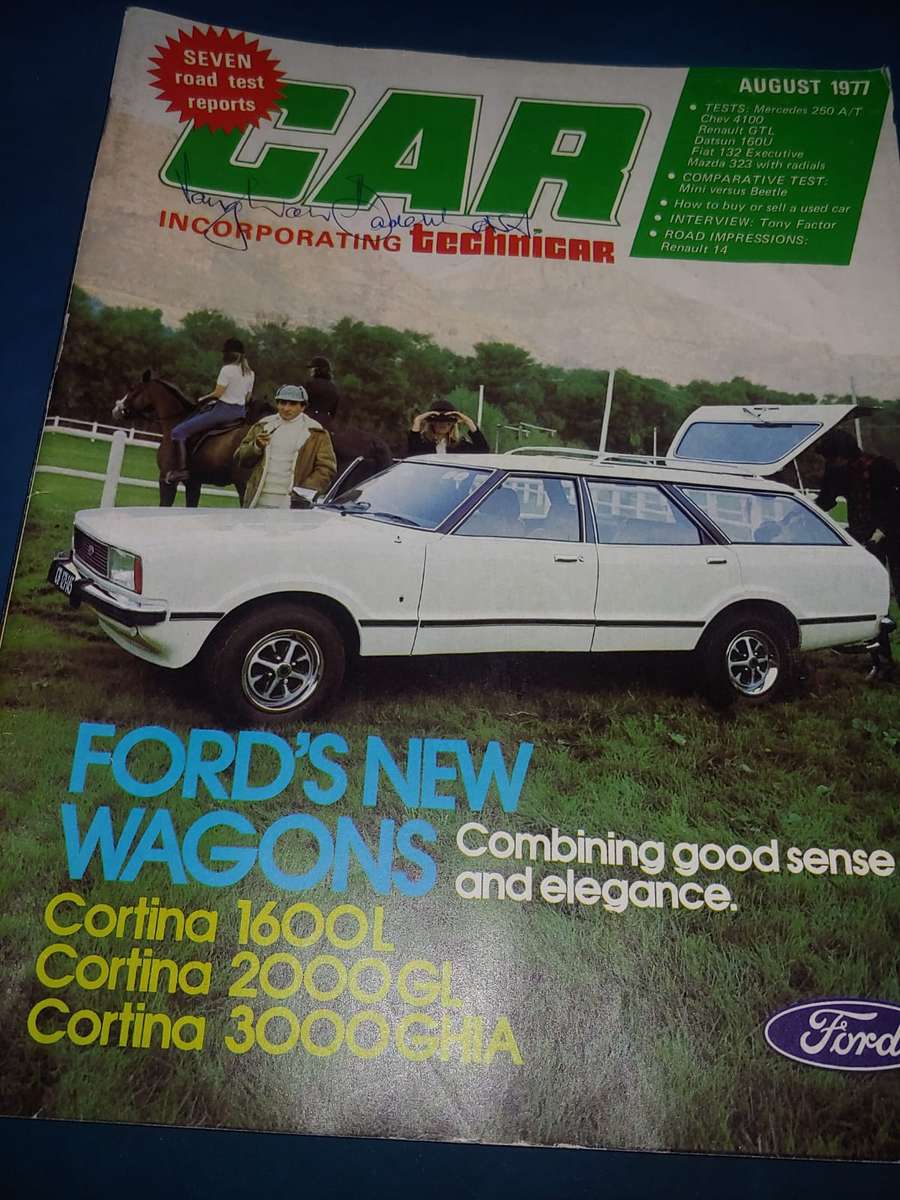 SEVEN
road test
reports
CAR
INCORPORATING technicar
AUGUST 1977
• TESTS: Mercedes 250 A/T
Chev 4100
Renault GTL
Datsun 160U
Fiat 132 Executive
Mazda 323 with radials
• COMPARATIVE TEST:
Mini versus Beetle
• How to buy or sell a used car
• INTERVIEW: Tony Factor
• ROAD IMPRESSIONS:
Renault 14
FORD'S NEW
WAGONS
Combining good sense
and elegance.
Cortina 1600L
Cortina 2000GL
Cortina 3000GHIA
Ford